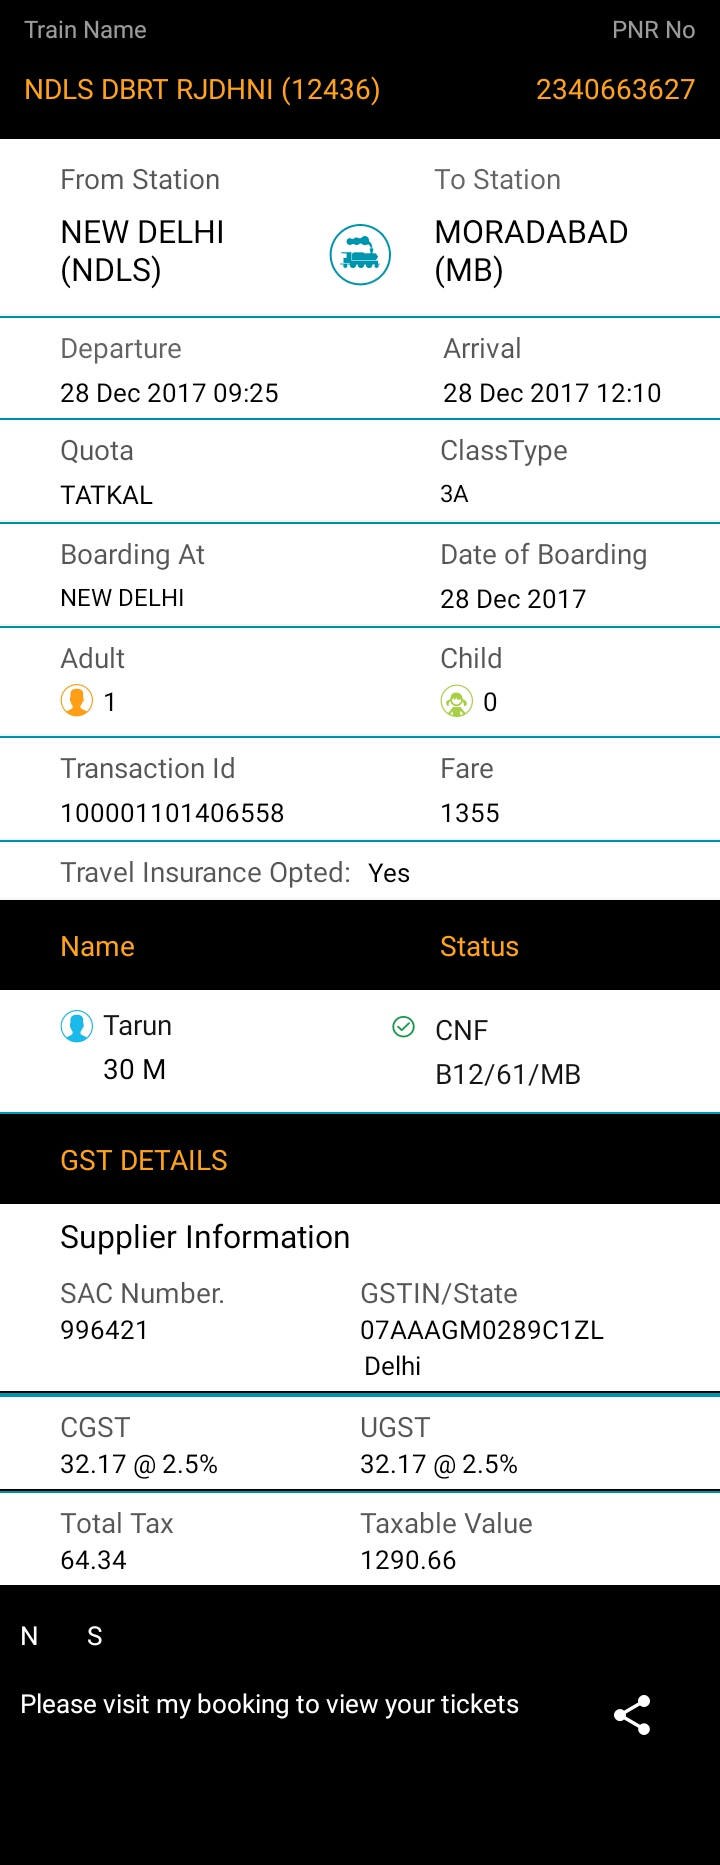 Train Name PNR No
NDLS DBRT RJDHNI (12436) 2340663627
From Station To Station
NEW DELHI MORADABAD
(NDLS) (MB)
Departure Arrival
28 Dec 2017 09:25 28 Dec 2017 12:10
Quota ClassType
TATKAL 3A
Boarding At Date of Boarding
NEW DELHI 28 Dec 2017
Adult Child
1 0
Transaction Id Fare
100001101406558 1355
Travel Insurance Opted: Yes
Name Status
Tarun CNF
30 M B12/61/MB
GST DETAILS
Supplier Information
SAC Number. GSTIN/State
996421 07AAAGM0289C1ZL
Delhi
CGST UGST
32.17 @ 2.5% 32.17 @ 2.5%
Total Tax Taxable Value
64.34 1290.66
N S
Please visit my booking to view your tickets